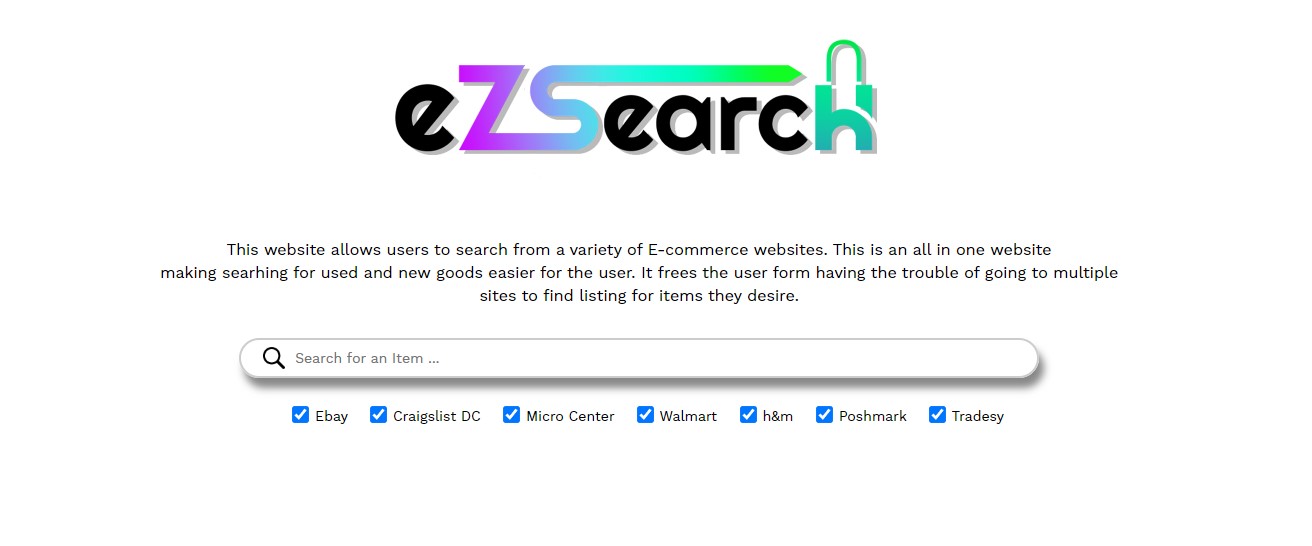 eZSearch
This website allows users to search from a variety of E-commerce websites. This is an all in one website
making searhing for used and new goods easier for the user. It frees the user form having the trouble of going to multiple
sites to find listing for items they desire.
Search for an Item ...
Ebay Craigslist DC Micro Center Walmart h&m Poshmark Tradesy